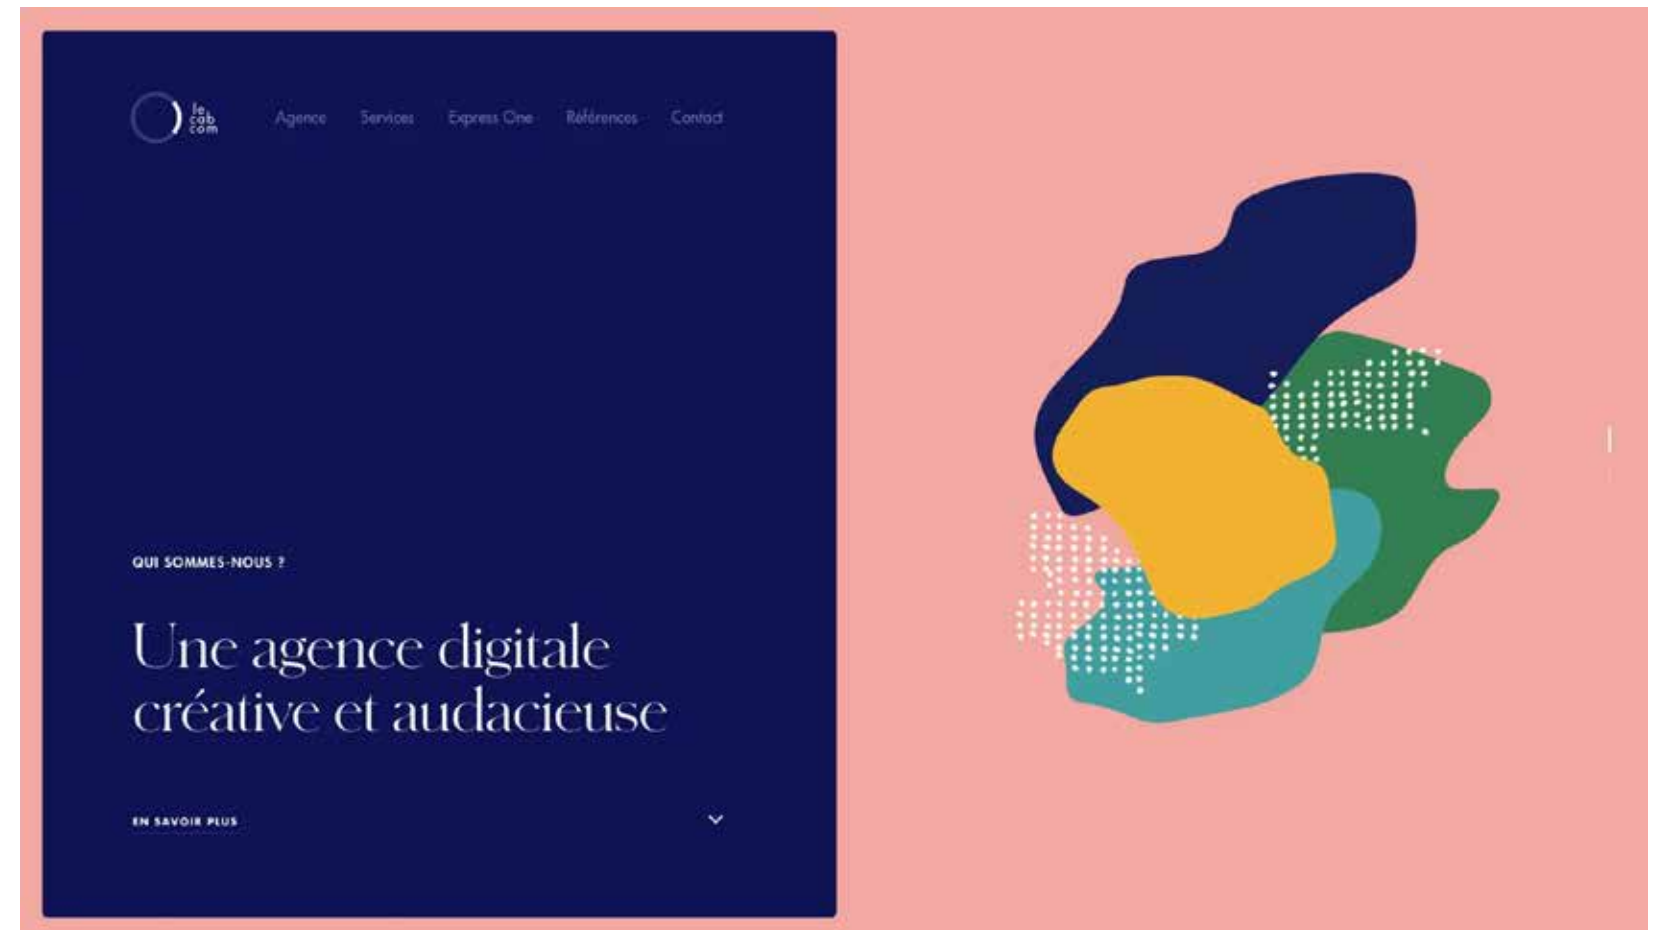 le
cab
com
Agence Services Express One Références Contact
QUI SOMMES-NOUS ?
Une agence digitale
créative et audacieuse
EN SAVOIR PLUS